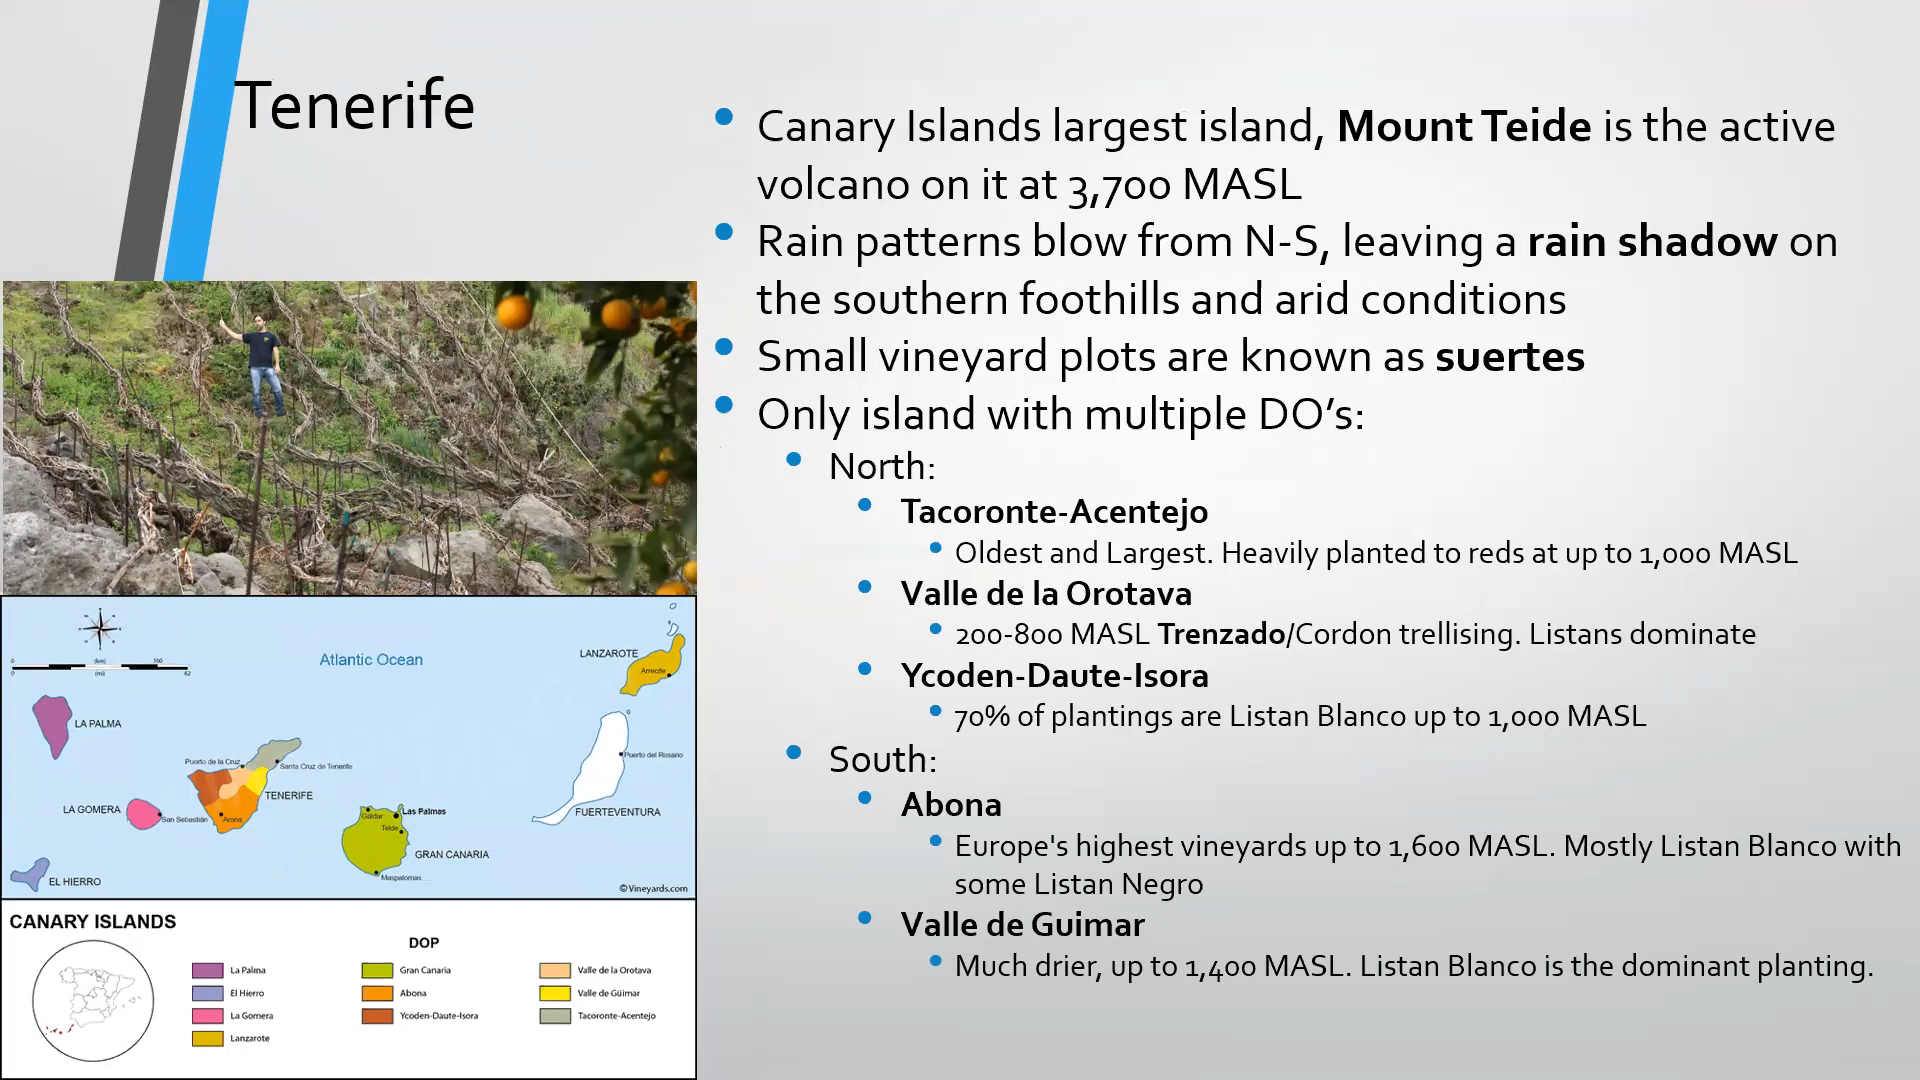 Tenerife
Canary Islands largest island, Mount Teide is the active
volcano on it at 3,700 MASL
Rain patterns blow from N-S, leaving a rain shadow on
the southern foothills and arid conditions
Small vineyard plots are known as suertes
Only island with multiple DO’s:
North:
Tacoronte-Acentejo
Oldest and Largest. Heavily planted to reds at up to 1,000 MASL
Valle de la Orotava
200-800 MASL Trenzado/Cordon trellising. Listans dominate
Ycoden-Daute-Isora
70% of plantings are Listan Blanco up to 1,000 MASL
South:
Abona
Europe's highest vineyards up to 1,600 MASL. Mostly Listan Blanco with
some Listan Negro
Valle de Guimar
Much drier, up to 1,400 MASL. Listan Blanco is the dominant planting.
0 (km) 100
0 (mi) 62
Atlantic Ocean
LANZAROTE
Arrecife
LA PALMA
Puerto de la Cruz
Santa Cruz de Tenerife
Puerto del Rosario
TENERIFE
LA GOMERA
San Sebastián
Arona
Gáldar
Las Palmas
Telde
FUERTEVENTURA
GRAN CANARIA
Maspalomas
EL HIERRO
©Vineyards.com
CANARY ISLANDS
DOP
La Palma
El Hierro
La Gomera
Lanzarote
Gran Canaria
Abona
Ycoden-Daute-Isora
Valle de la Orotava
Valle de Güimar
Tacoronte-Acentejo